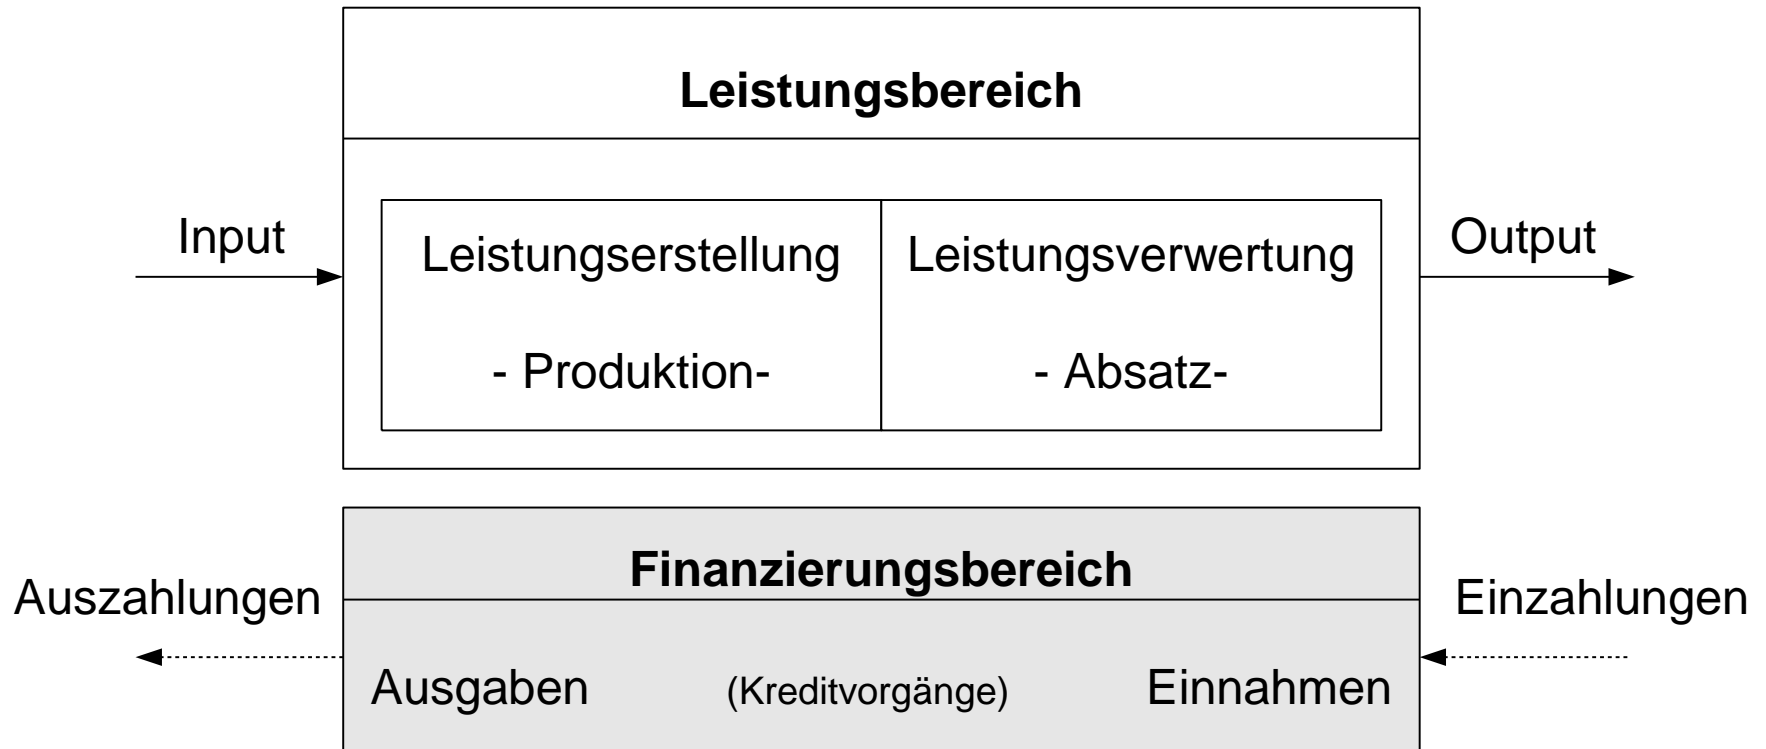 Leistungsbereich
Input
Leistungserstellung
- Produktion-
Leistungsverwertung
- Absatz-
Output
Finanzierungsbereich
Auszahlungen
Einzahlungen
Ausgaben (Kreditvorgänge) Einnahmen